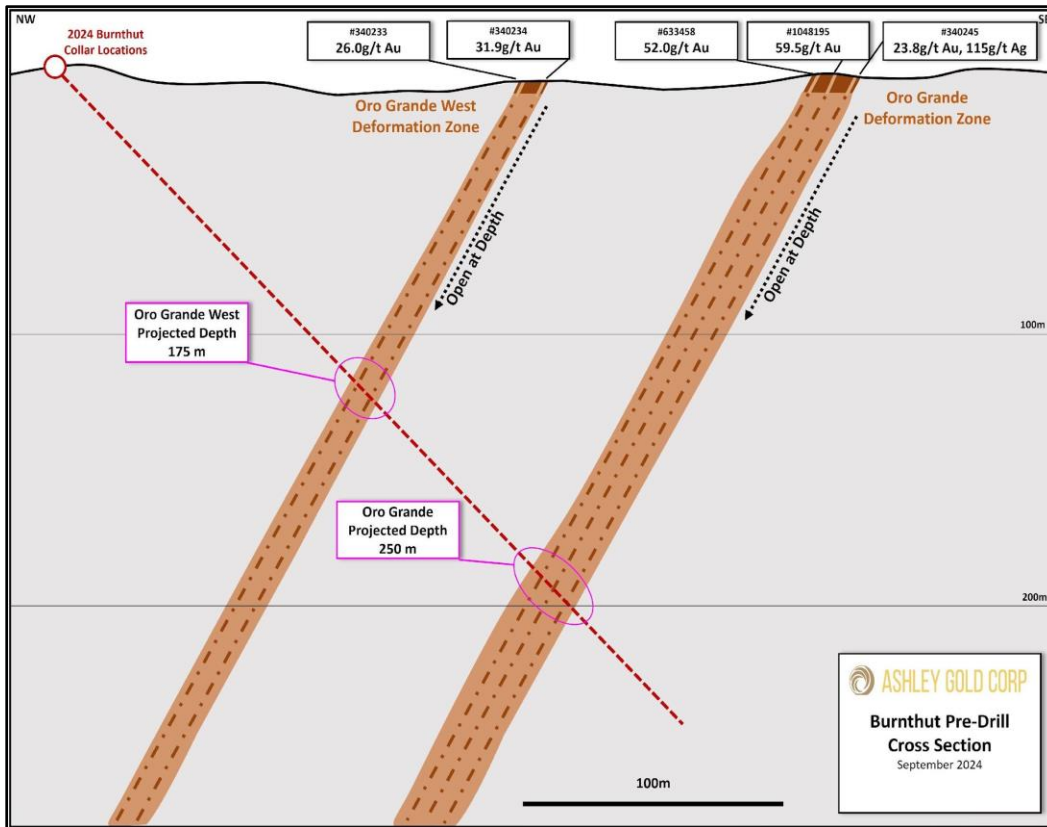 NW
SE
2024 Burnthut
Collar Locations
#340233
26.0g/t Au
#340234
31.9g/t Au
#633458
52.0g/t Au
#1048195
59.5g/t Au
#340245
23.8g/t Au, 115g/t Ag
Oro Grande West
Deformation Zone
Oro Grande
Deformation Zone
Open at Depth
Open at Depth
Oro Grande West
Projected Depth
175 m
100m
Oro Grande
Projected Depth
250 m
200m
ASHLEY GOLD CORP
Burnthut Pre-Drill
Cross Section
September 2024
100m